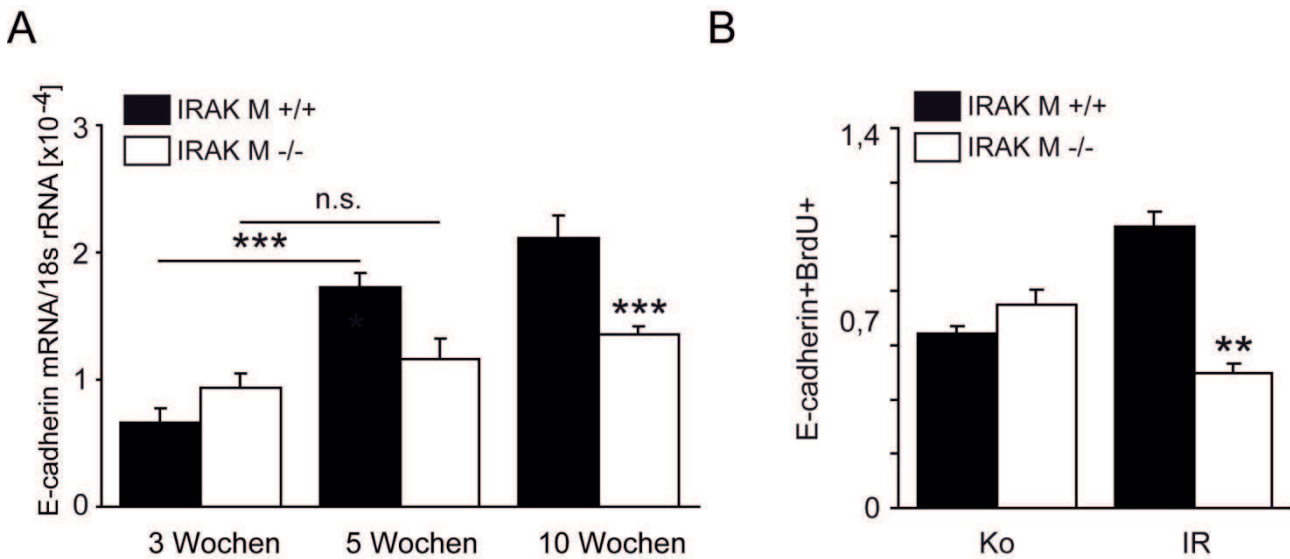 A
E-cadherin mRNA/18s rRNA [x10-4]
IRAK M +/+
IRAK M -/-
3
2
1
0
n.s.
***
*
***
3 Wochen
5 Wochen
10 Wochen
B
E-cadherin+BrdU+
IRAK M +/+
IRAK M -/-
1,4
0,7
0
**
Ko
IR